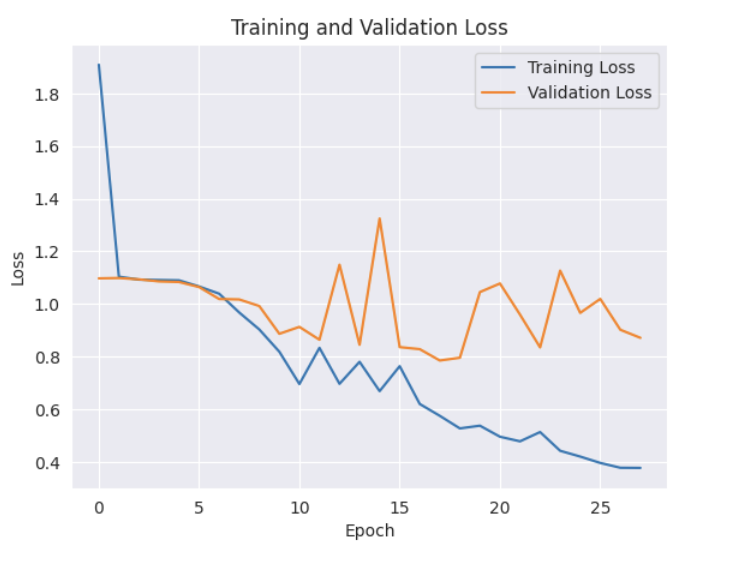 Training and Validation Loss
Training Loss
Validation Loss
1.8
1.6
1.4
1.2
1.0
0.8
0.6
0.4
Loss
0 5 10 15 20 25
Epoch